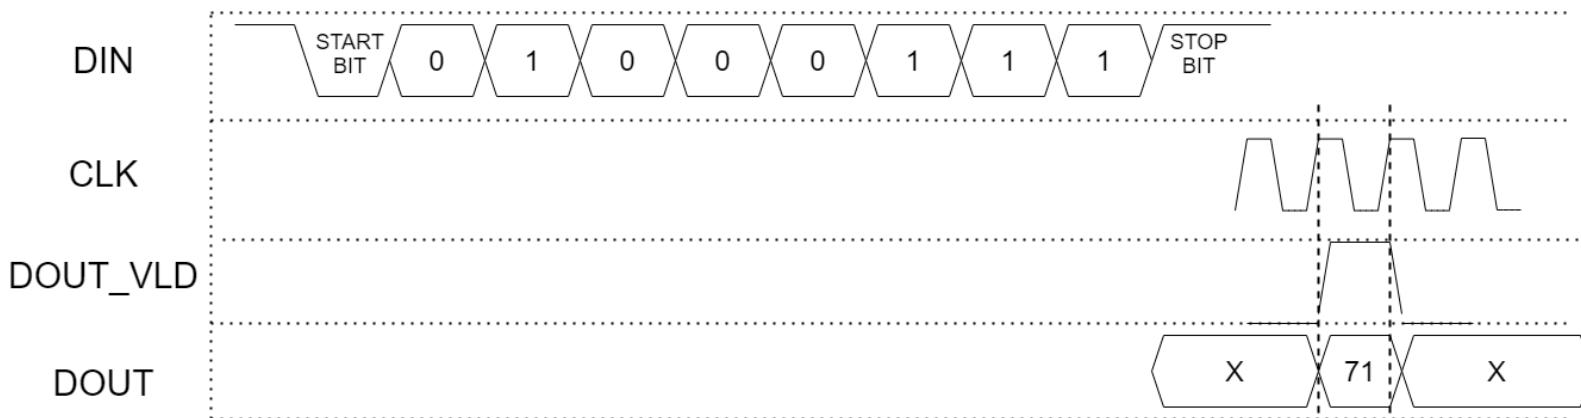 DIN
START
BIT
0 1 0 0 0 1 1 1
STOP
BIT
CLK
DOUT_VLD
DOUT
X 71 X